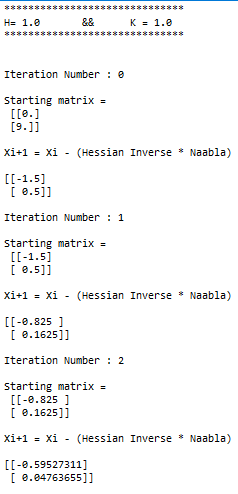 ******************************
H= 1.0      &&     K = 1.0
******************************
Iteration Number : 0
Starting matrix =
[[0.]
[9.]]
Xi+1 = Xi - (Hessian Inverse * Naabla)
[[-1.5]
[ 0.5]]
Iteration Number : 1
Starting matrix =
[[-1.5]
[ 0.5]]
Xi+1 = Xi - (Hessian Inverse * Naabla)
[[-0.825 ]
[ 0.1625]]
Iteration Number : 2
Starting matrix =
[[-0.825 ]
[ 0.1625]]
Xi+1 = Xi - (Hessian Inverse * Naabla)
[[-0.59527311]
[ 0.04763655]]